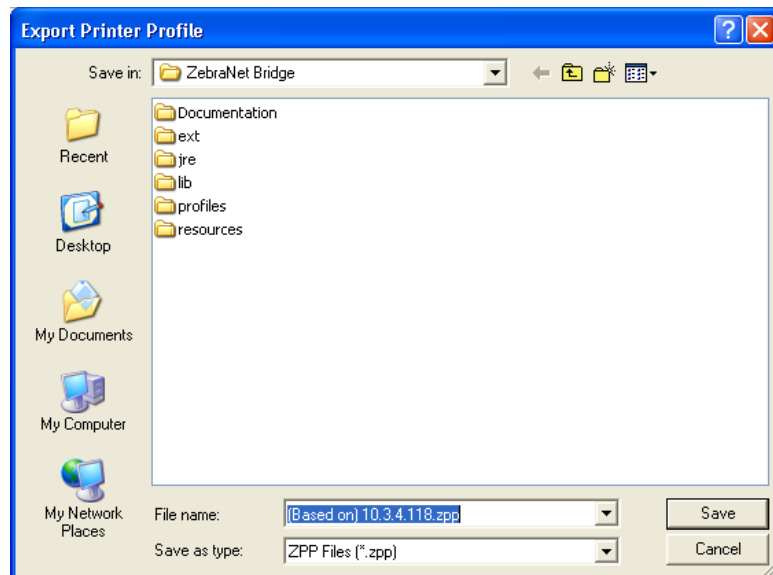 Export Printer Profile
Save in:
ZebraNet Bridge
Recent
Desktop
My Documents
My Computer
My Network
Places
Documentation
ext
jre
lib
profiles
resources
File name:
(Based on) 10.3.4.118.zpp
Save
Save as type:
ZPP Files (*.zpp)
Cancel